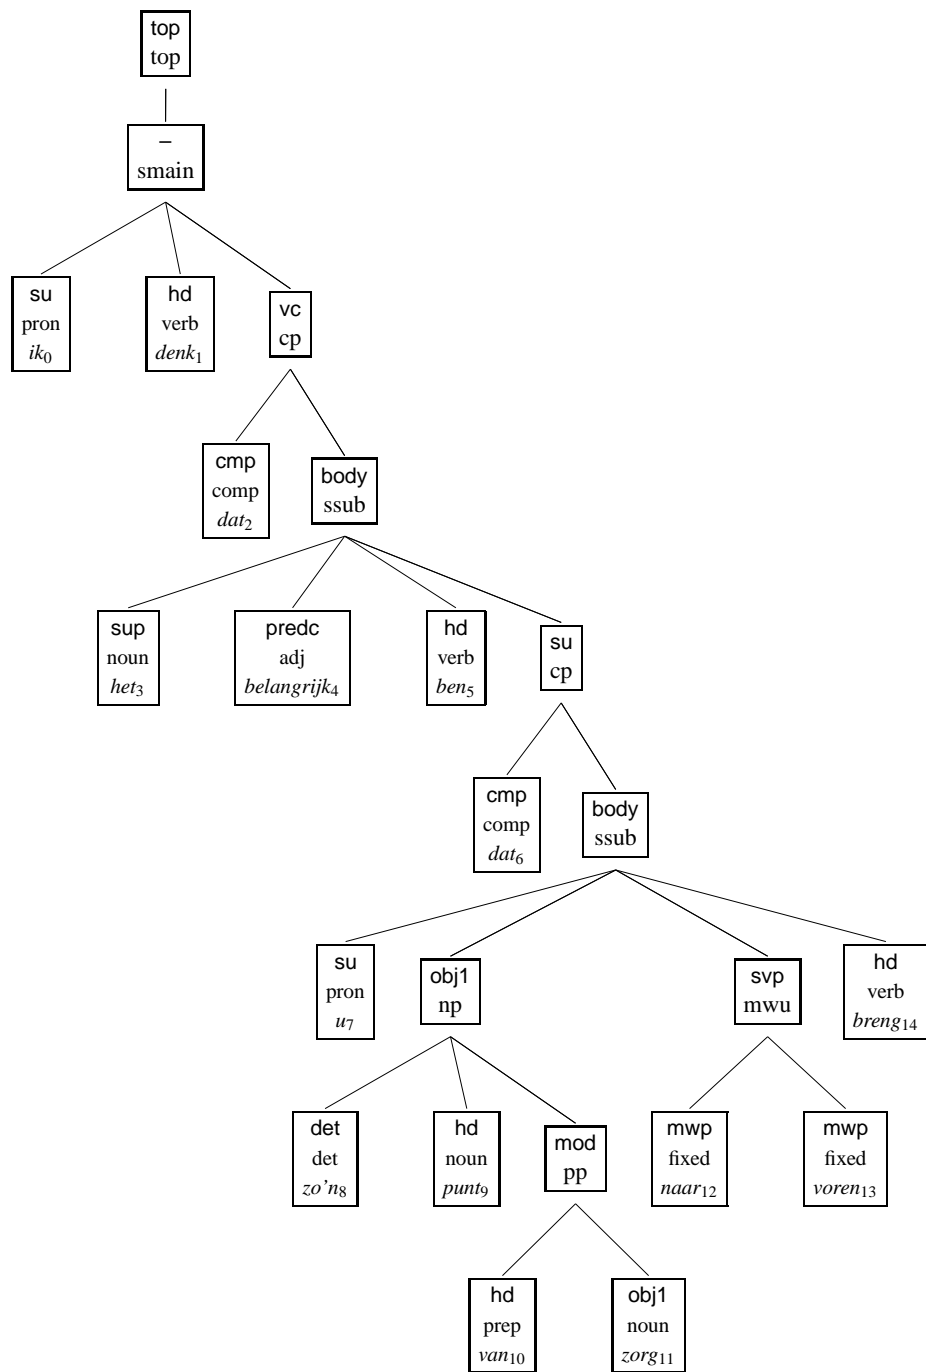 top
top
–
smain
su
pron
ik0
hd
verb
denk1
vc
cp
cmp
comp
dat2
body
ssub
sup
noun
het3
predc
adj
belangrijk4
hd
verb
ben5
su
cp
cmp
comp
dat6
body
ssub
su
pron
u7
obj1
np
svp
mwu
hd
verb
breng14
det
det
zo’n8
hd
noun
punt9
mod
pp
mwp
fixed
naar12
mwp
fixed
voren13
hd
prep
van10
obj1
noun
zorg11